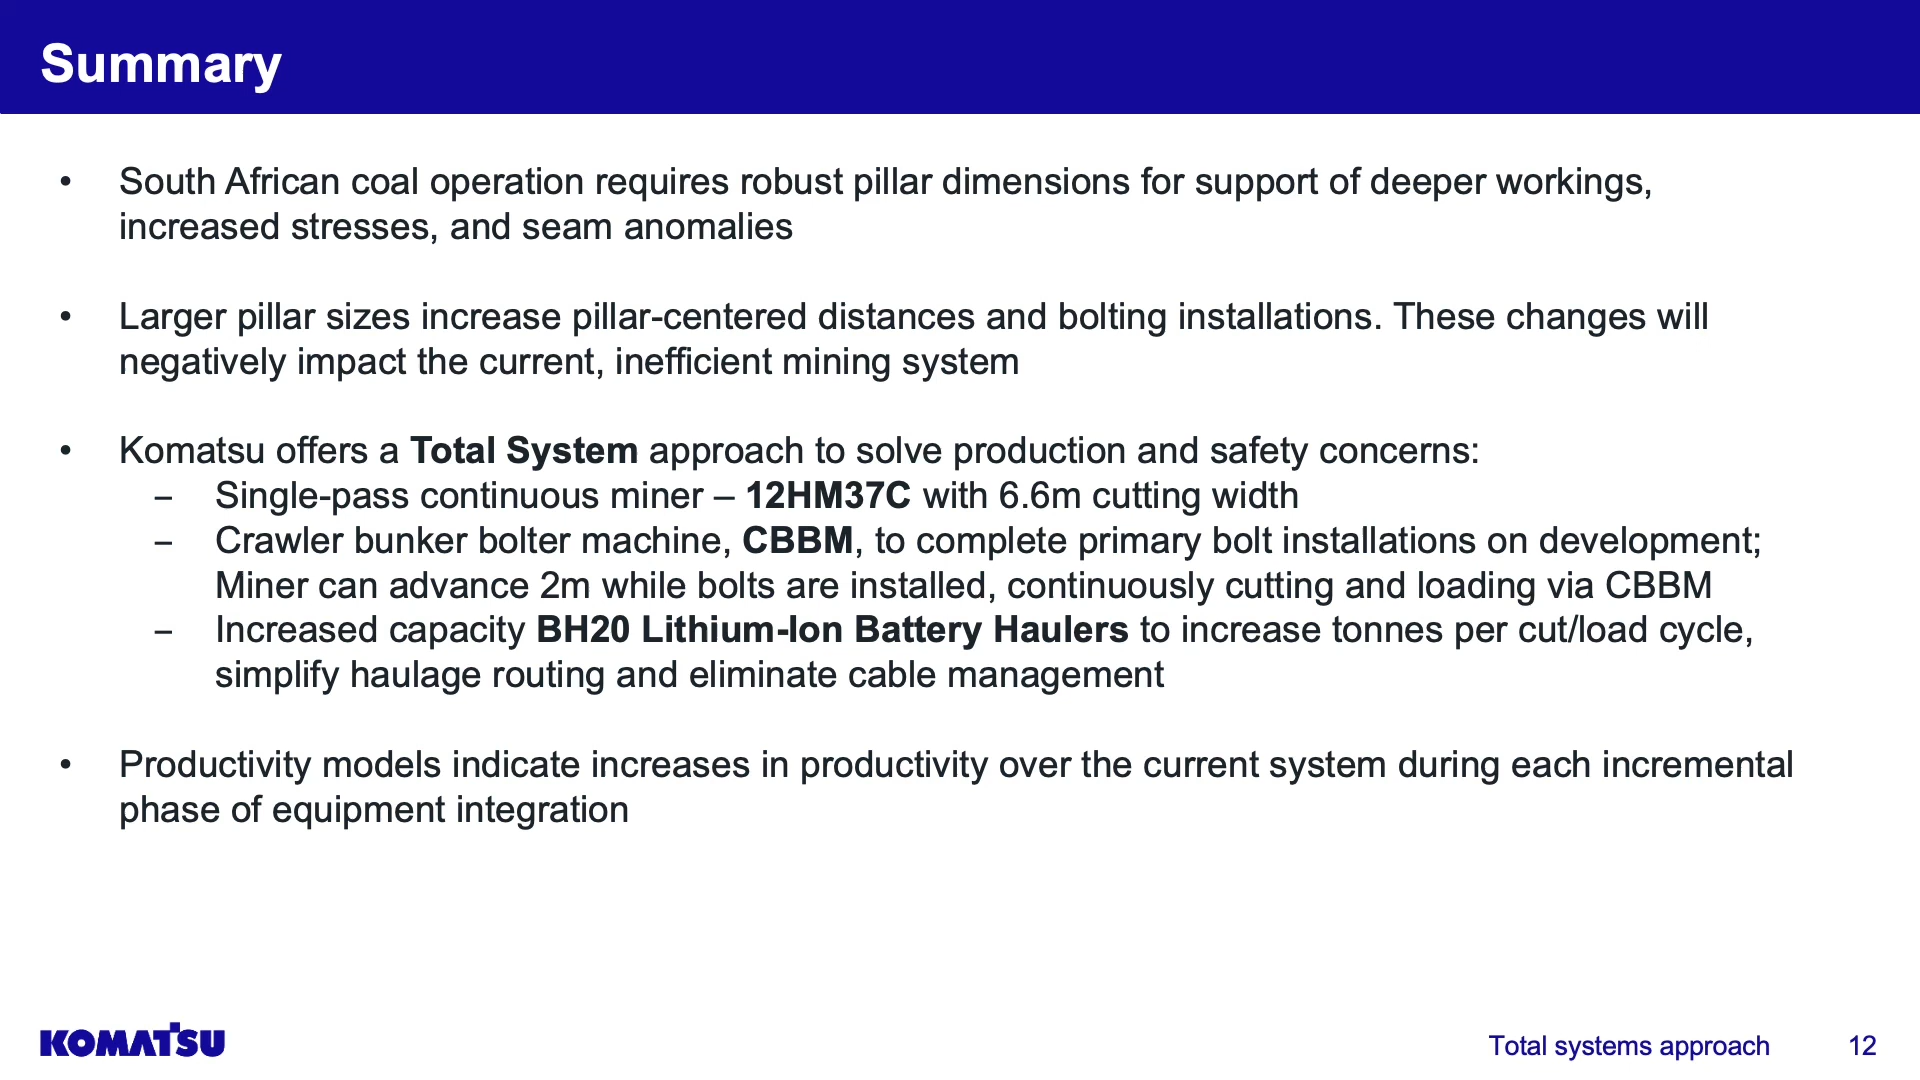 Summary
• South African coal operation requires robust pillar dimensions for support of deeper workings,
increased stresses, and seam anomalies
• Larger pillar sizes increase pillar-centered distances and bolting installations. These changes will
negatively impact the current, inefficient mining system
• Komatsu offers a Total System approach to solve production and safety concerns:
– Single-pass continuous miner – 12HM37C with 6.6m cutting width
– Crawler bunker bolter machine, CBBM, to complete primary bolt installations on development;
Miner can advance 2m while bolts are installed, continuously cutting and loading via CBBM
– Increased capacity BH20 Lithium-Ion Battery Haulers to increase tonnes per cut/load cycle,
simplify haulage routing and eliminate cable management
• Productivity models indicate increases in productivity over the current system during each incremental
phase of equipment integration
KOMATSU
Total systems approach 12